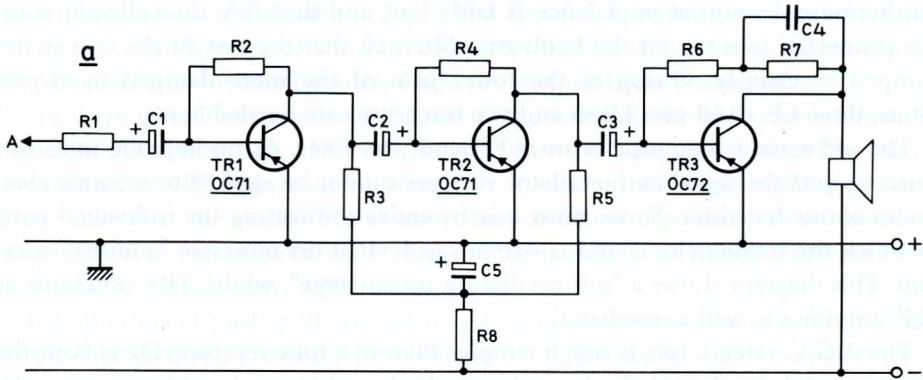 a
C4
R2
R4
R6
R7
A
R1
+
C1
C2
+
C3
+
TR1
OC71
TR2
OC71
TR3
OC72
R3
R5
+
+
C5
R8
-